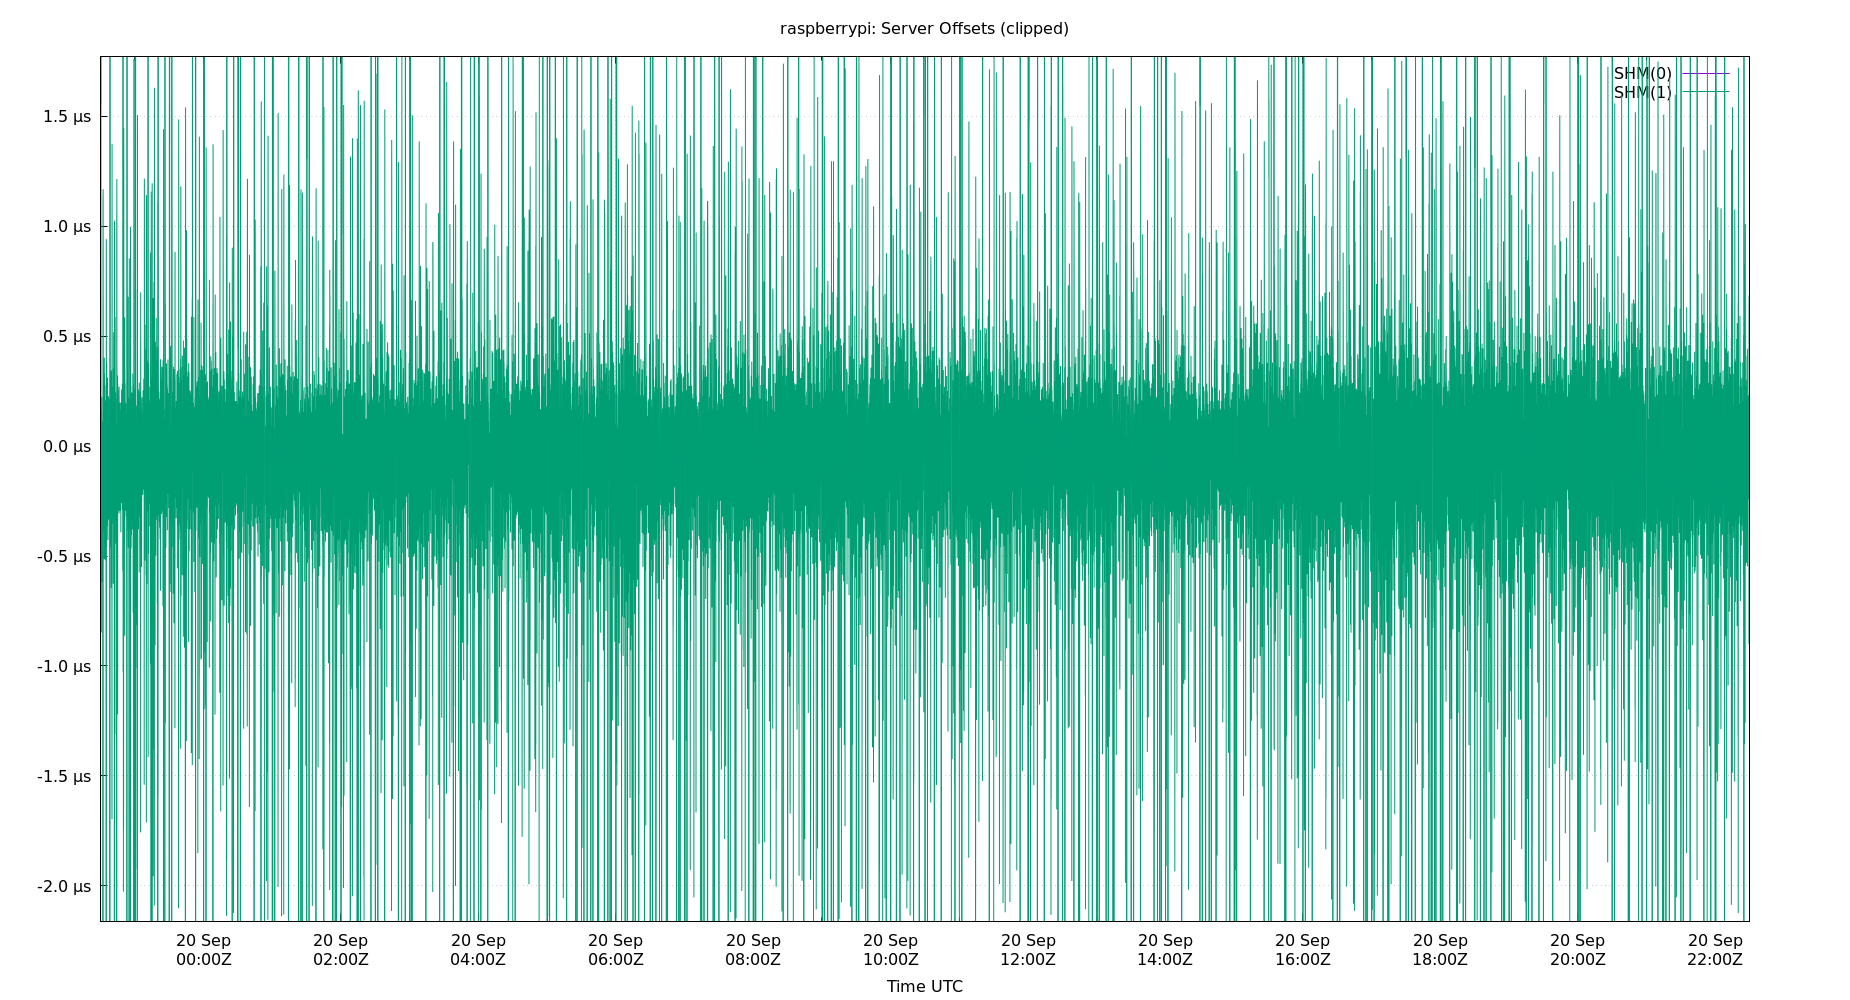 raspberrypi: Server Offsets (clipped)
SHM(0)
SHM(1)
1.5 µs
1.0 µs
0.5 µs
0.0 µs
-0.5 µs
-1.0 µs
-1.5 µs
-2.0 µs
20 Sep 20 Sep 20 Sep 20 Sep 20 Sep 20 Sep 20 Sep 20 Sep 20 Sep 20 Sep 20 Sep 20 Sep
00:00Z 02:00Z 04:00Z 06:00Z 08:00Z 10:00Z 12:00Z 14:00Z 16:00Z 18:00Z 20:00Z 22:00Z
Time UTC